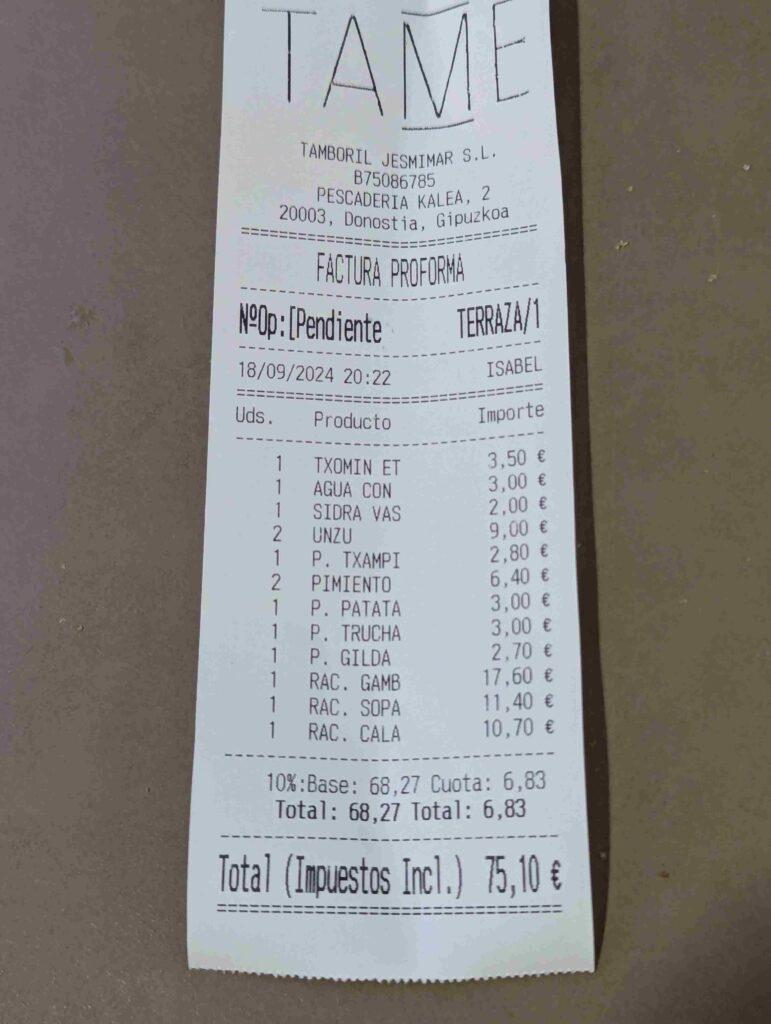 TAME
TAMBORIL JESMIMAR S.L.
B75086785
PESCADERIA KALEA, 2
20003, Donostia, Gipuzkoa
FACTURA PROFORMA
NºOp:[Pendiente TERRAZA/1
18/09/2024 20:22 ISABEL
Uds. Producto Importe
1 TXOMIN ET 3,50 €
1 AGUA CON 3,00 €
1 SIDRA VAS 2,00 €
2 UNZU 9,00 €
1 P. TXAMPI 2,80 €
2 PIMIENTO 6,40 €
1 P. PATATA 3,00 €
1 P. TRUCHA 3,00 €
1 P. GILDA 2,70 €
1 RAC. GAMB 17,60 €
1 RAC. SOPA 11,40 €
1 RAC. CALA 10,70 €
10%:Base: 68,27 Cuota: 6,83
Total: 68,27 Total: 6,83
Total (Impuestos Incl.) 75,10 €